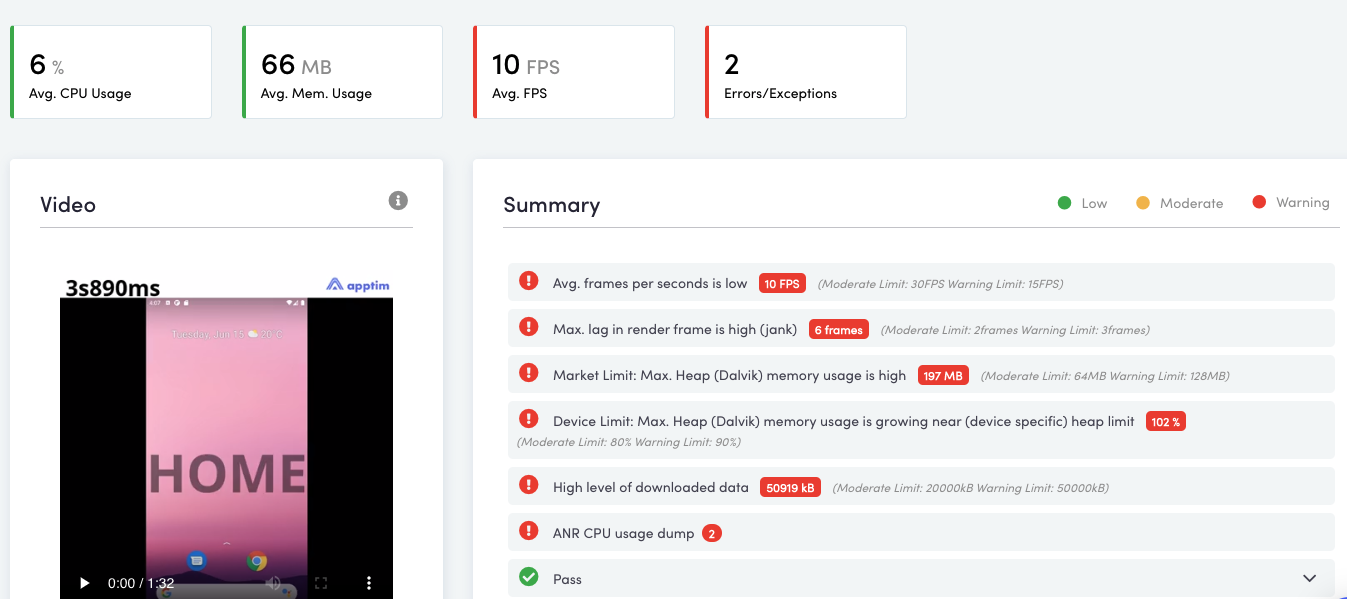 6 %
Avg. CPU Usage
66 MB
Avg. Mem. Usage
10 FPS
Avg. FPS
2
Errors/Exceptions
Video
3s890ms
apptim
4:07
Tuesday, Jul 15 20°C
HOME
0:00 / 1:32
Summary
Low
Moderate
Warning
Avg. frames per seconds is low 10 FPS (Moderate Limit: 30FPS Warning Limit: 15FPS)
Max. lag in render frame is high (jank) 6 frames (Moderate Limit: 2frames Warning Limit: 3frames)
Market Limit: Max. Heap (Dalvik) memory usage is high 197 MB (Moderate Limit: 64MB Warning Limit: 128MB)
Device Limit: Max. Heap (Dalvik) memory usage is growing near (device specific) heap limit 102 %
(Moderate Limit: 80% Warning Limit: 90%)
High level of downloaded data 50919 kB (Moderate Limit: 20000kB Warning Limit: 50000kB)
ANR CPU usage dump 2
Pass